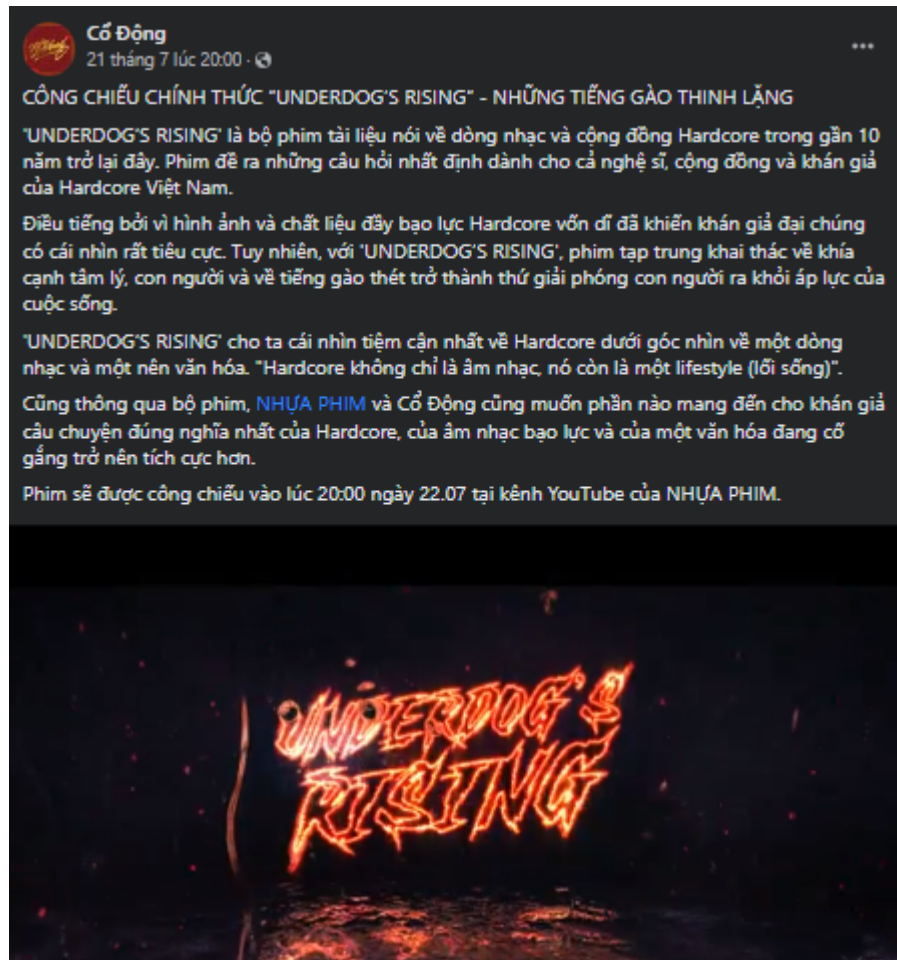 Cổ Động
21 tháng 7 lúc 20:00 ·
CÔNG CHIẾU CHÍNH THỨC "UNDERDOG'S RISING" - NHỮNG TIẾNG GÀO THINH LẶNG
'UNDERDOG'S RISING' là bộ phim tài liệu nói về dòng nhạc và cộng đồng Hardcore trong gần 10
năm trở lại đây. Phim đề ra những câu hỏi nhất định dành cho cả nghệ sĩ, cộng đồng và khán giả
của Hardcore Việt Nam.
Điều tiếng bởi vì hình ảnh và chất liệu đầy bạo lực Hardcore vốn dĩ đã khiến khán giả đại chúng
có cái nhìn rất tiêu cực. Tuy nhiên, với 'UNDERDOG'S RISING', phim tạp trung khai thác về khía
cạnh tâm lý, con người và về tiếng gào thét trở thành thứ giải phóng con người ra khỏi áp lực của
cuộc sống.
'UNDERDOG'S RISING' cho ta cái nhìn tiệm cận nhất về Hardcore dưới góc nhìn về một dòng
nhạc và một nên văn hóa. "Hardcore không chỉ là âm nhạc, nó còn là một lifestyle (lối sống)".
Cũng thông qua bộ phim, NHỰA PHIM và Cổ Động cũng muốn phần nào mang đến cho khán giả
câu chuyện đúng nghĩa nhất của Hardcore, của âm nhạc bạo lực và của một văn hóa đang cố
gắng trở nên tích cực hơn.
Phim sẽ được công chiếu vào lúc 20:00 ngày 22.07 tại kênh YouTube của NHỰA PHIM.
UNDERDOG'S
RISING